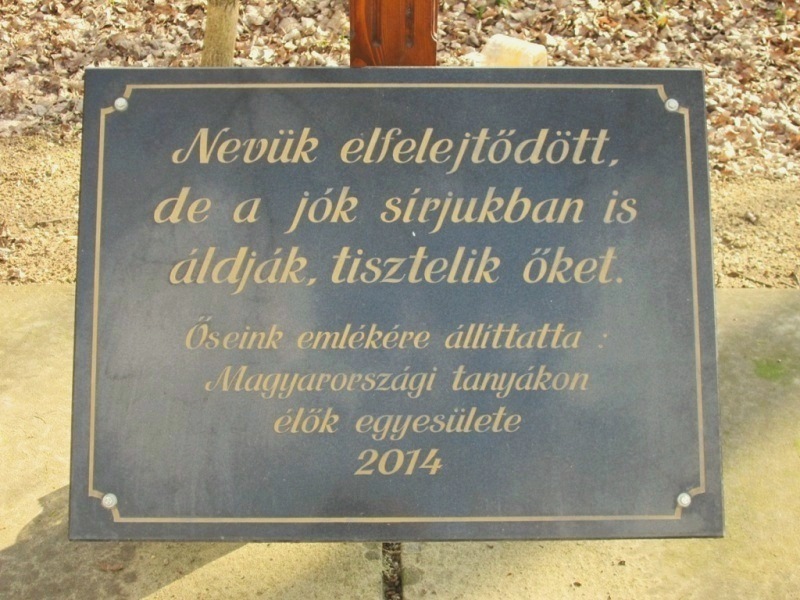 Nevük elfelejtődött,
de a jók sírjukban is
áldják, tisztelik őket.
Őseink emlékére állíttatta :
Magyarországi tanyákon
élők egyesülete
2014